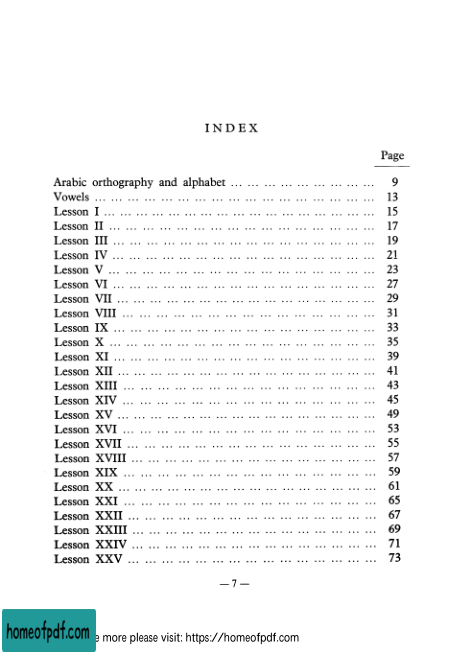 INDEX
Page
Arabic orthography and alphabet ... ... ... ... ... ... ... ... ... 9
Vowels ... ... ... ... ... ... ... ... ... ... ... ... ... ... ... ... ... 13
Lesson I ... ... ... ... ... ... ... ... ... ... ... ... ... ... ... ... ... 15
Lesson II ... ... ... ... ... ... ... ... ... ... ... ... ... ... ... ... ... 17
Lesson III ... ... ... ... ... ... ... ... ... ... ... ... ... ... ... ... 19
Lesson IV ... ... ... ... ... ... ... ... ... ... ... ... ... ... ... ... 21
Lesson V ... ... ... ... ... ... ... ... ... ... ... ... ... ... ... ... ... 23
Lesson VI ... ... ... ... ... ... ... ... ... ... ... ... ... ... ... ... 27
Lesson VII ... ... ... ... ... ... ... ... ... ... ... ... ... ... ... ... 29
Lesson VIII ... ... ... ... ... ... ... ... ... ... ... ... ... ... ... ... 31
Lesson IX ... ... ... ... ... ... ... ... ... ... ... ... ... ... ... ... 33
Lesson X ... ... ... ... ... ... ... ... ... ... ... ... ... ... ... ... ... 35
Lesson XI ... ... ... ... ... ... ... ... ... ... ... ... ... ... ... ... 39
Lesson XII ... ... ... ... ... ... ... ... ... ... ... ... ... ... ... ... 41
Lesson XIII ... ... ... ... ... ... ... ... ... ... ... ... ... ... ... ... 43
Lesson XIV ... ... ... ... ... ... ... ... ... ... ... ... ... ... ... ... 45
Lesson XV ... ... ... ... ... ... ... ... ... ... ... ... ... ... ... ... 49
Lesson XVI ... ... ... ... ... ... ... ... ... ... ... ... ... ... ... ... 53
Lesson XVII ... ... ... ... ... ... ... ... ... ... ... ... ... ... ... 55
Lesson XVIII ... ... ... ... ... ... ... ... ... ... ... ... ... ... ... 57
Lesson XIX ... ... ... ... ... ... ... ... ... ... ... ... ... ... ... ... 59
Lesson XX ... ... ... ... ... ... ... ... ... ... ... ... ... ... ... ... 61
Lesson XXI ... ... ... ... ... ... ... ... ... ... ... ... ... ... ... ... 65
Lesson XXII ... ... ... ... ... ... ... ... ... ... ... ... ... ... ... 67
Lesson XXIII ... ... ... ... ... ... ... ... ... ... ... ... ... ... ... 69
Lesson XXIV ... ... ... ... ... ... ... ... ... ... ... ... ... ... ... 71
Lesson XXV ... ... ... ... ... ... ... ... ... ... ... ... ... ... ... 73
— 7 —
homeofpdf.com
e more please visit: https://homeofpdf.com